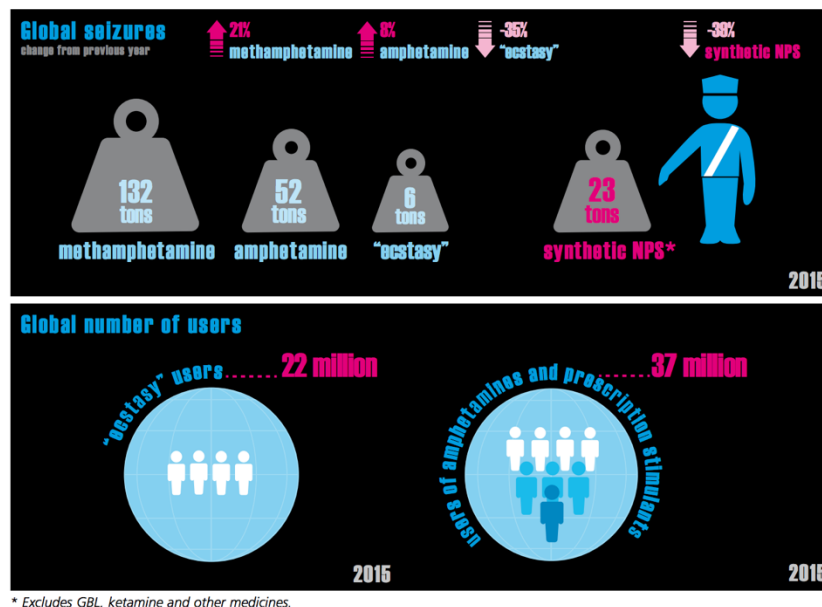 Global seizures
change from previous year
21%
methamphetamine
8%
amphetamine
-35%
"ecstasy"
-39%
synthetic NPS
132
tons
methamphetamine
52
tons
amphetamine
6
tons
"ecstasy"
23
tons
synthetic NPS*
2015
Global number of users
"ecstasy" users
22 million
2015
users of amphetamines and prescription stimulants
37 million
2015
* Excludes GBL, ketamine and other medicines.